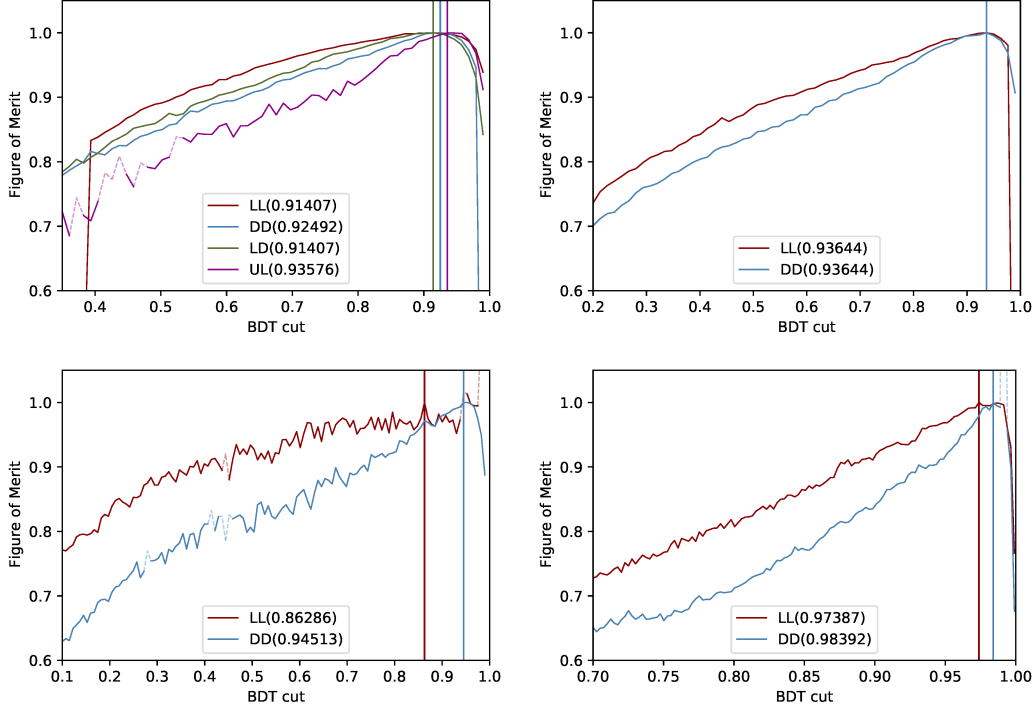 Figure of Merit
1.0
0.9
0.8
0.7
0.6
LL(0.91407)
DD(0.92492)
LD(0.91407)
UL(0.93576)
0.4 0.5 0.6 0.7 0.8 0.9 1.0
BDT cut
Figure of Merit
1.0
0.9
0.8
0.7
0.6
LL(0.93644)
DD(0.93644)
0.2 0.3 0.4 0.5 0.6 0.7 0.8 0.9 1.0
BDT cut
Figure of Merit
1.0
0.9
0.8
0.7
0.6
LL(0.86286)
DD(0.94513)
0.1 0.2 0.3 0.4 0.5 0.6 0.7 0.8 0.9 1.0
BDT cut
Figure of Merit
1.0
0.9
0.8
0.7
0.6
LL(0.97387)
DD(0.98392)
0.70 0.75 0.80 0.85 0.90 0.95 1.00
BDT cut